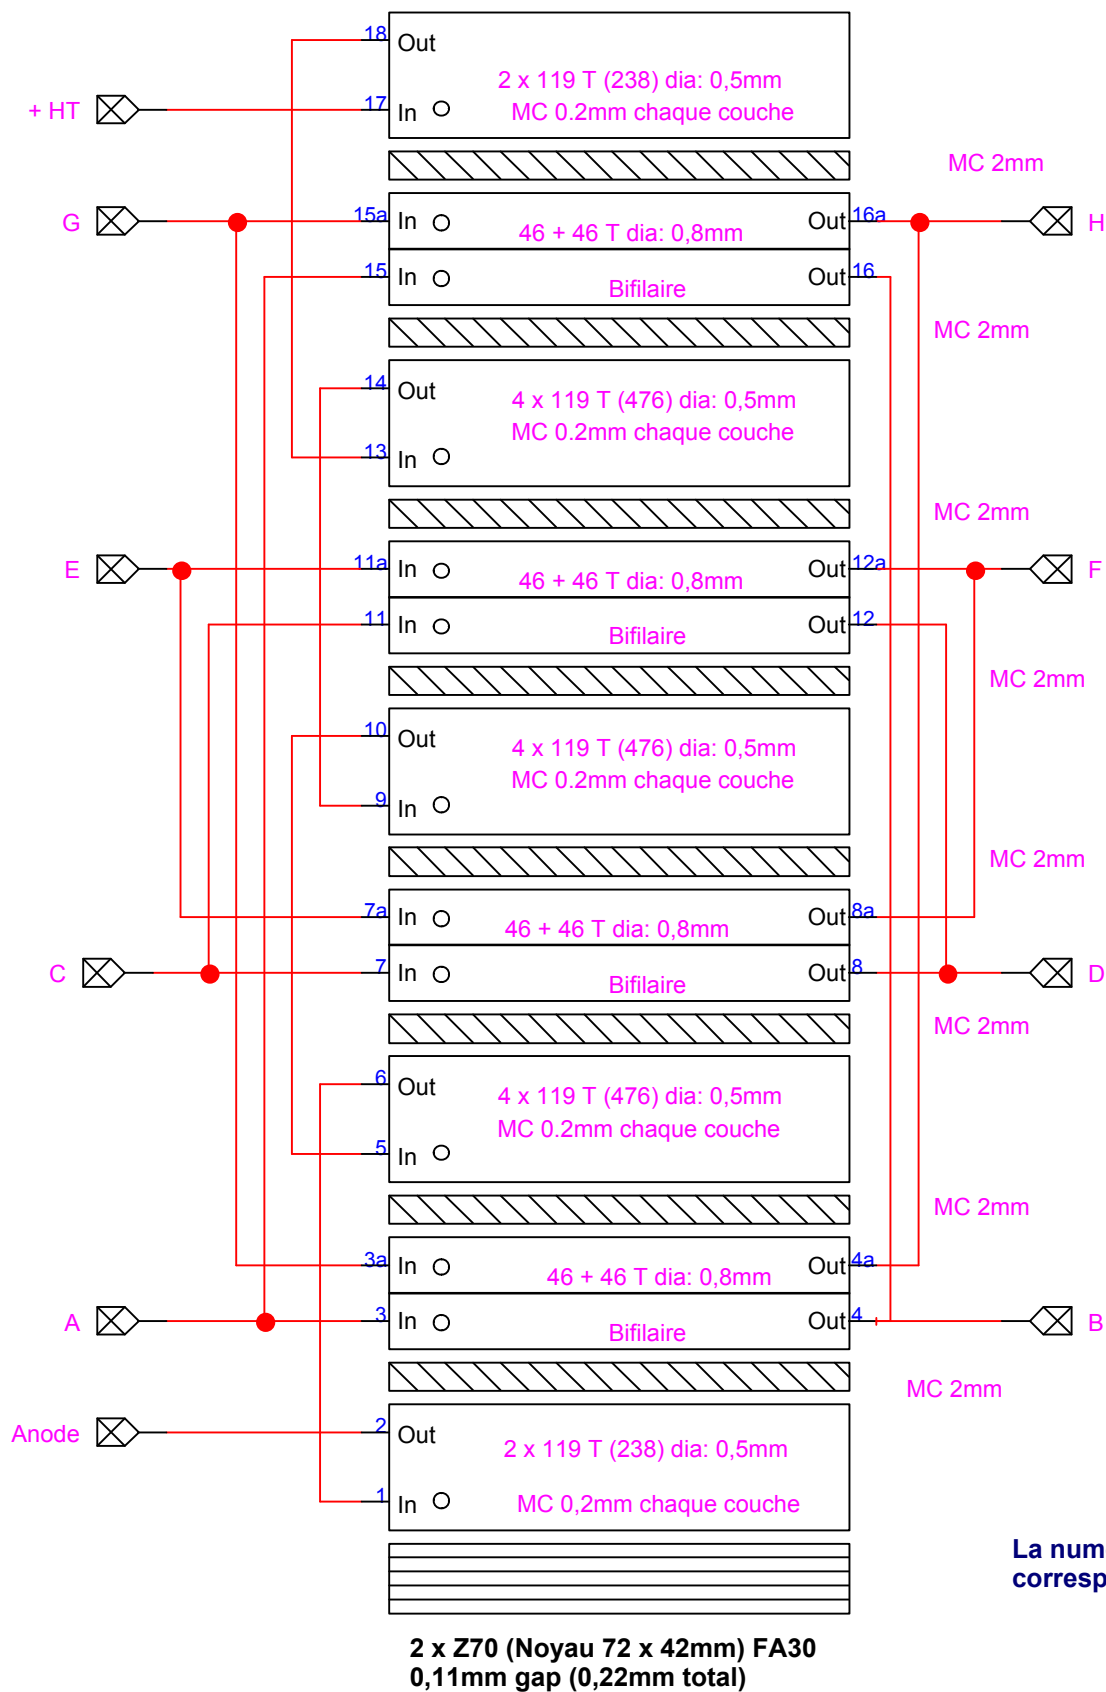 18 Out
2 x 119 T (238) dia: 0,5mm
+ HT 17 In MC 0.2mm chaque couche
MC 2mm
G 15a In 46 + 46 T dia: 0,8mm Out 16a H
15 In Bifilaire Out 16
MC 2mm
14 Out 4 x 119 T (476) dia: 0,5mm
MC 0.2mm chaque couche
13 In
MC 2mm
E 11a In 46 + 46 T dia: 0,8mm Out 12a F
11 In Bifilaire Out 12
MC 2mm
10 Out 4 x 119 T (476) dia: 0,5mm
MC 0.2mm chaque couche
9 In
MC 2mm
7a In 46 + 46 T dia: 0,8mm Out 8a
C 7 In Bifilaire Out 8 D
MC 2mm
6 Out 4 x 119 T (476) dia: 0,5mm
MC 0.2mm chaque couche
5 In
MC 2mm
3a In 46 + 46 T dia: 0,8mm Out 4a
A 3 In Bifilaire Out 4 B
MC 2mm
Anode 2 Out 2 x 119 T (238) dia: 0,5mm
1 In MC 0,2mm chaque couche
La num
corresp
2 x Z70 (Noyau 72 x 42mm) FA30
0,11mm gap (0,22mm total)